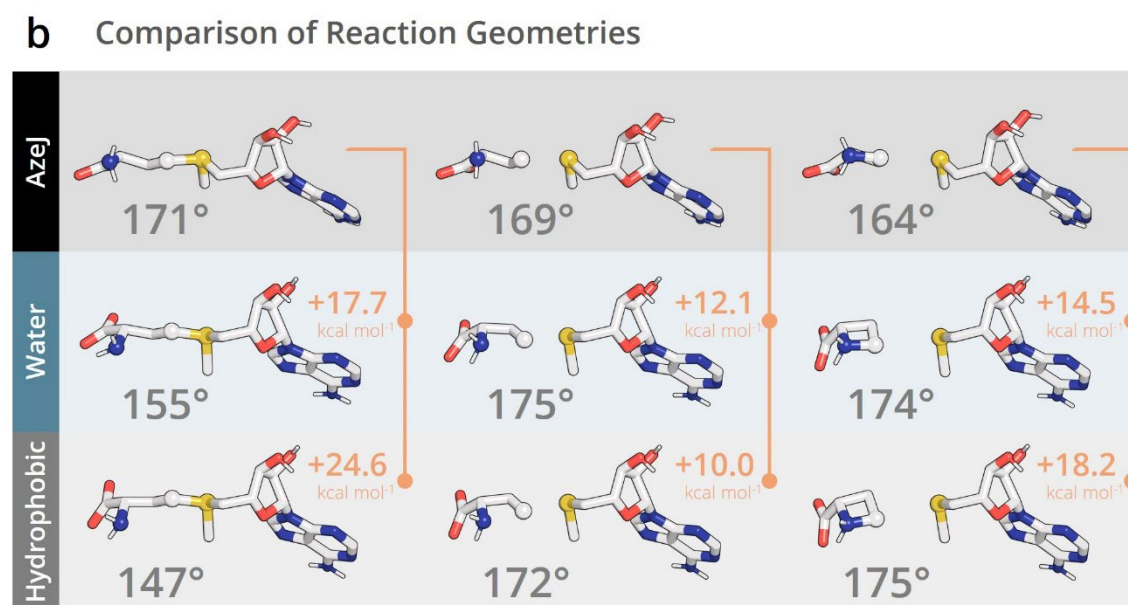 b Comparison of Reaction Geometries
AzeJ
171° 169° 164°
Water
+17.7 +12.1 +14.5
kcal mol⁻¹ kcal mol⁻¹ kcal mol⁻¹
155° 175° 174°
Hydrophobic
+24.6 +10.0 +18.2
kcal mol⁻¹ kcal mol⁻¹ kcal mol⁻¹
147° 172° 175°